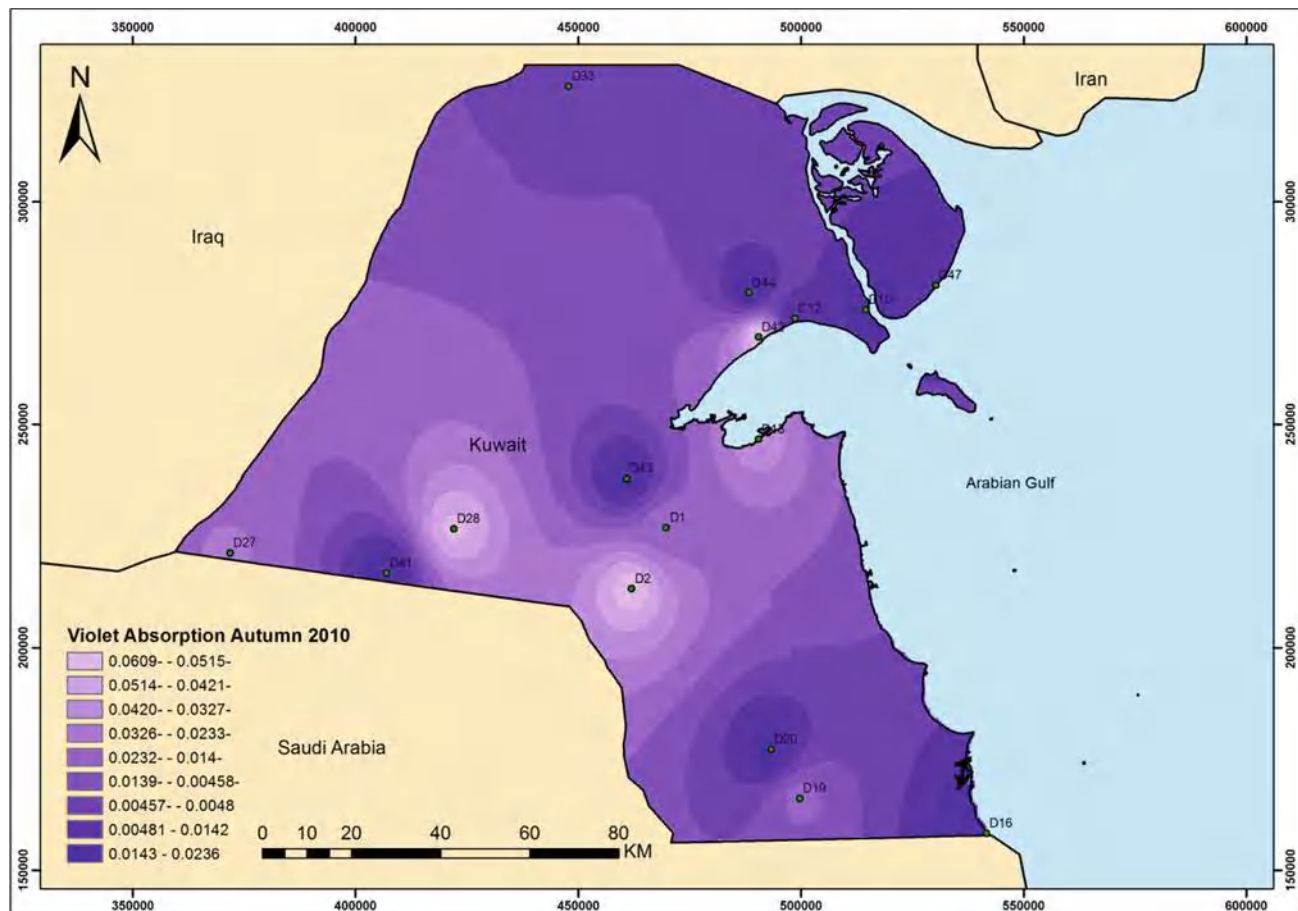 350000 400000 450000 500000 550000 600000
N
D33
Iran
300000
300000
Iraq
D44
D47
E12
D10
D42
250000
250000
Kuwait
D43
Arabian Gulf
D28
D1
D27
D41
D2
Violet Absorption Autumn 2010
0.0609- - 0.0515-
0.0514- - 0.0421-
0.0420- - 0.0327-
0.0326- - 0.0233-
0.0232- - 0.014-
0.0139- - 0.00458-
0.00457- - 0.0048
0.00481 - 0.0142
0.0143 - 0.0236
200000
200000
Saudi Arabia
D20
D19
D16
0 10 20 40 60 80
KM
150000
150000
350000 400000 450000 500000 550000 600000